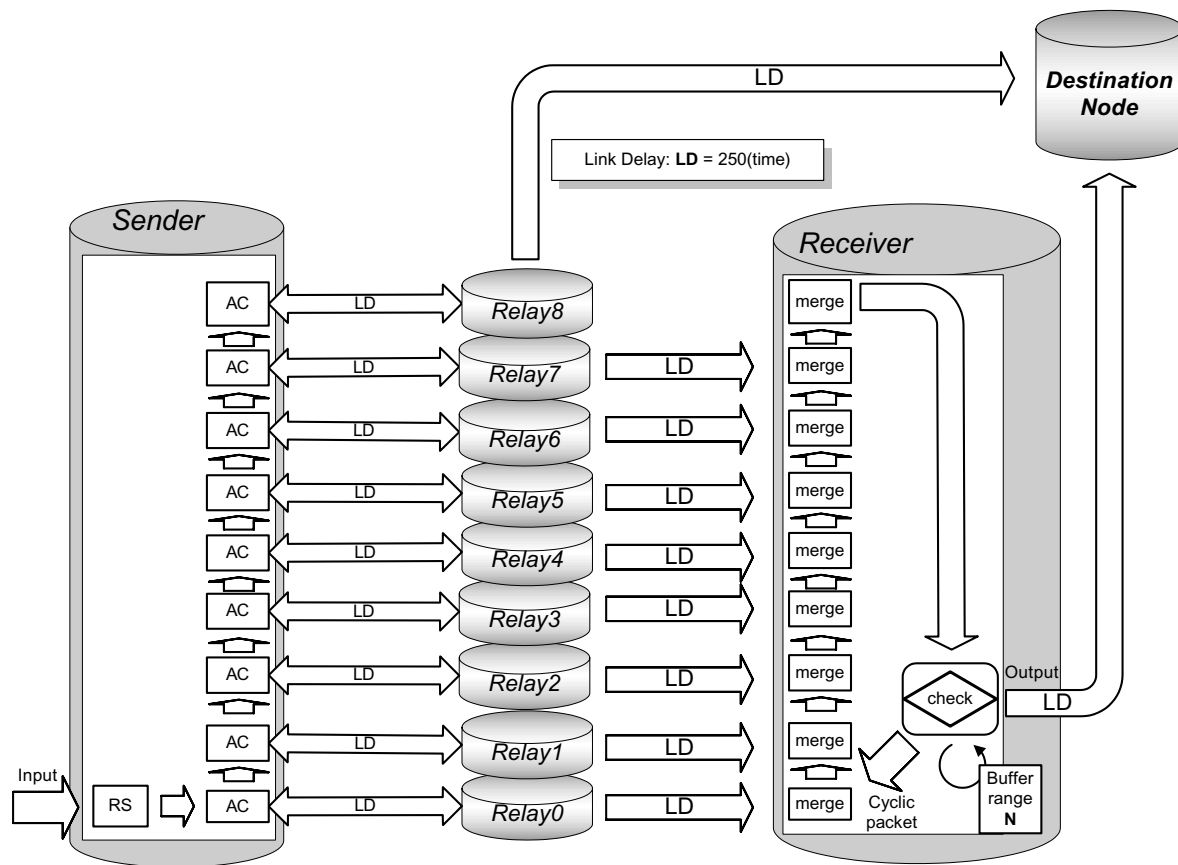 LD
Destination
Node
Link Delay: LD = 250(time)
Sender
Receiver
AC
LD
Relay8
merge
AC
LD
Relay7
LD
merge
AC
LD
Relay6
LD
merge
AC
LD
Relay5
LD
merge
AC
LD
Relay4
LD
merge
AC
LD
Relay3
LD
merge
AC
LD
Relay2
LD
merge
check
Output
LD
AC
LD
Relay1
LD
merge
Input
RS
AC
LD
Relay0
LD
merge
Cyclic
packet
Buffer
range
N